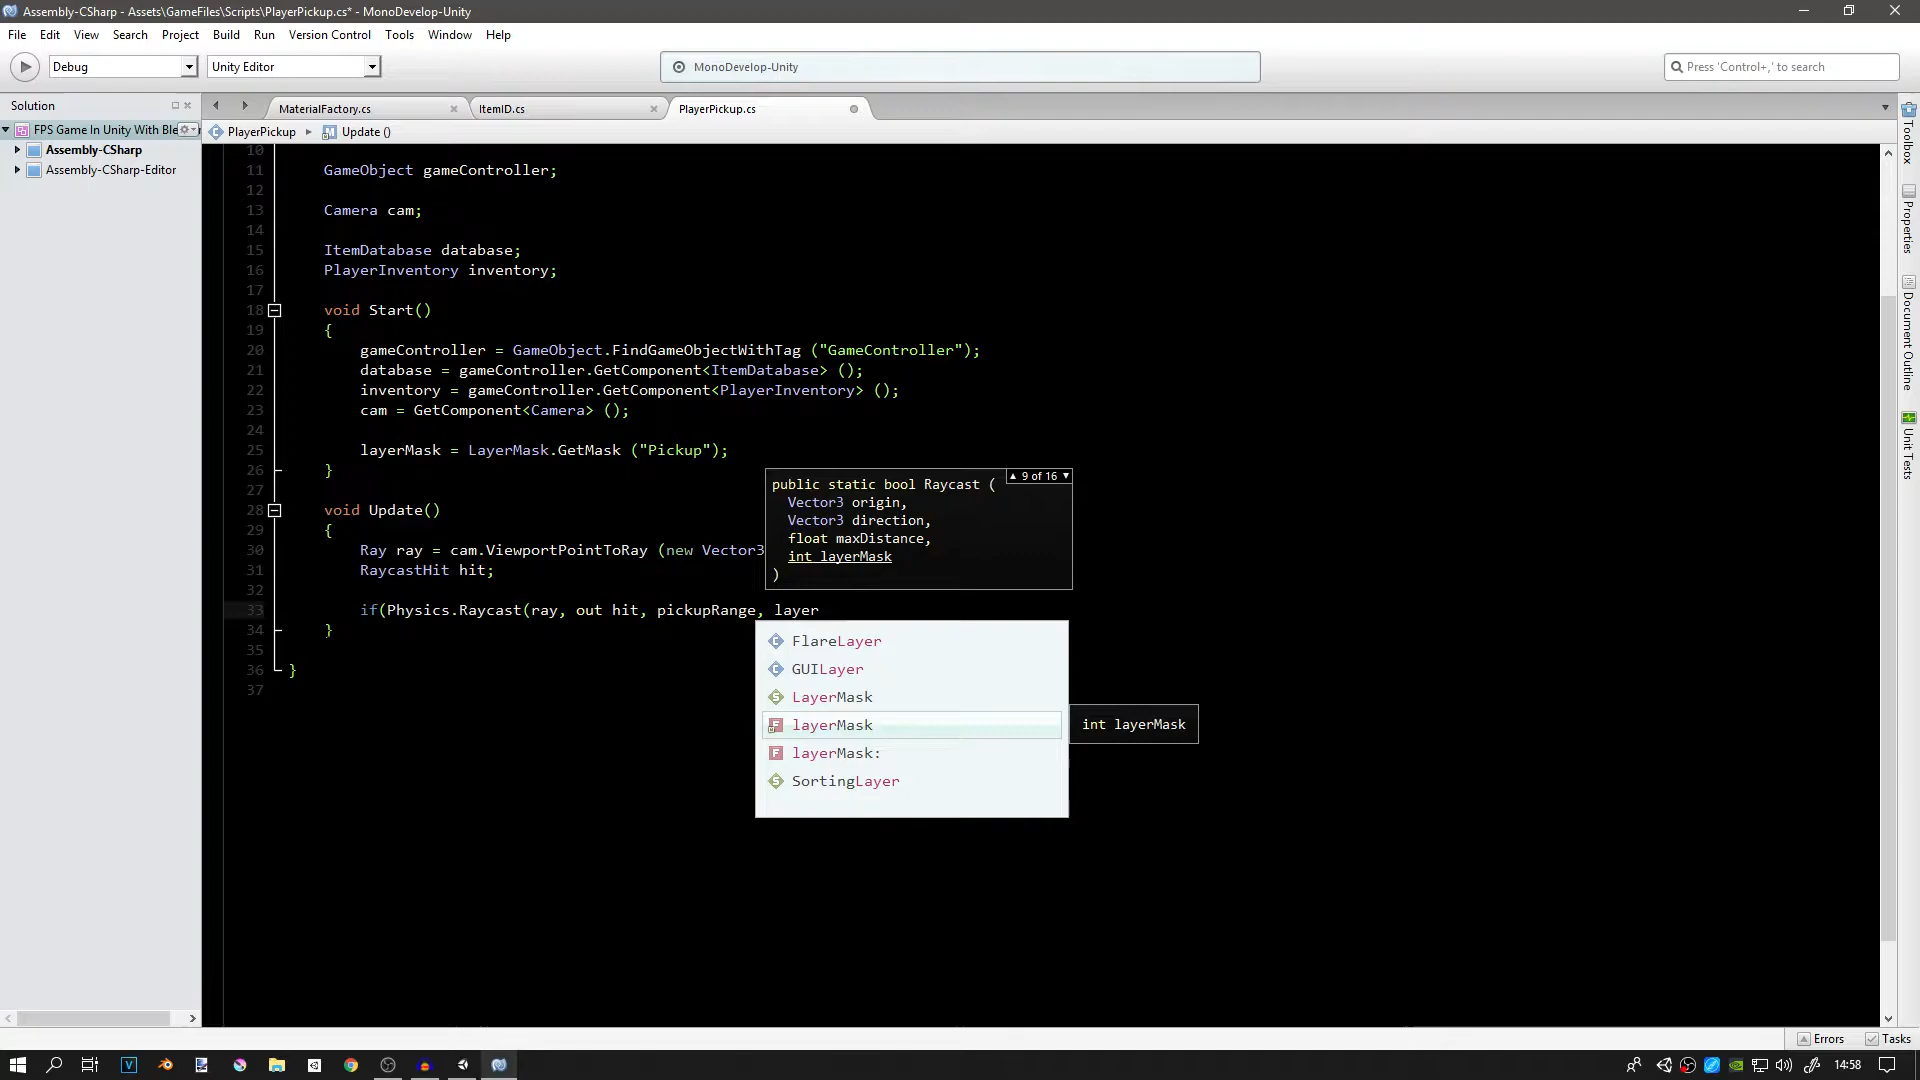 Assembly-CSharp - Assets\GameFiles\Scripts\PlayerPickup.cs* - MonoDevelop-Unity
File Edit View Search Project Build Run Version Control Tools Window Help
Debug Unity Editor MonoDevelop-Unity Press 'Control+,' to search
Solution MaterialFactory.cs ItemID.cs PlayerPickup.cs
FPS Game In Unity With Ble PlayerPickup Update ()
Assembly-CSharp
Assembly-CSharp-Editor
10
11 GameObject gameController;
12
13 Camera cam;
14
15 ItemDatabase database;
16 PlayerInventory inventory;
17
18 void Start()
19 {
20 gameController = GameObject.FindGameObjectWithTag ("GameController");
21 database = gameController.GetComponent<ItemDatabase> ();
22 inventory = gameController.GetComponent<PlayerInventory> ();
23 cam = GetComponent<Camera> ();
24
25 layerMask = LayerMask.GetMask ("Pickup");
26 }
27
28 void Update()
29 {
30 Ray ray = cam.ViewportPointToRay (new Vector3
31 RaycastHit hit;
32
33 if(Physics.Raycast(ray, out hit, pickupRange, layer
34 }
35
36 }
37
9 of 16
public static bool Raycast (
Vector3 origin,
Vector3 direction,
float maxDistance,
int layerMask
)
FlareLayer
GUILayer
LayerMask
layerMask
layerMask:
SortingLayer
int layerMask
Toolbox
Properties
Document Outline
Unit Tests
Errors Tasks
14:58